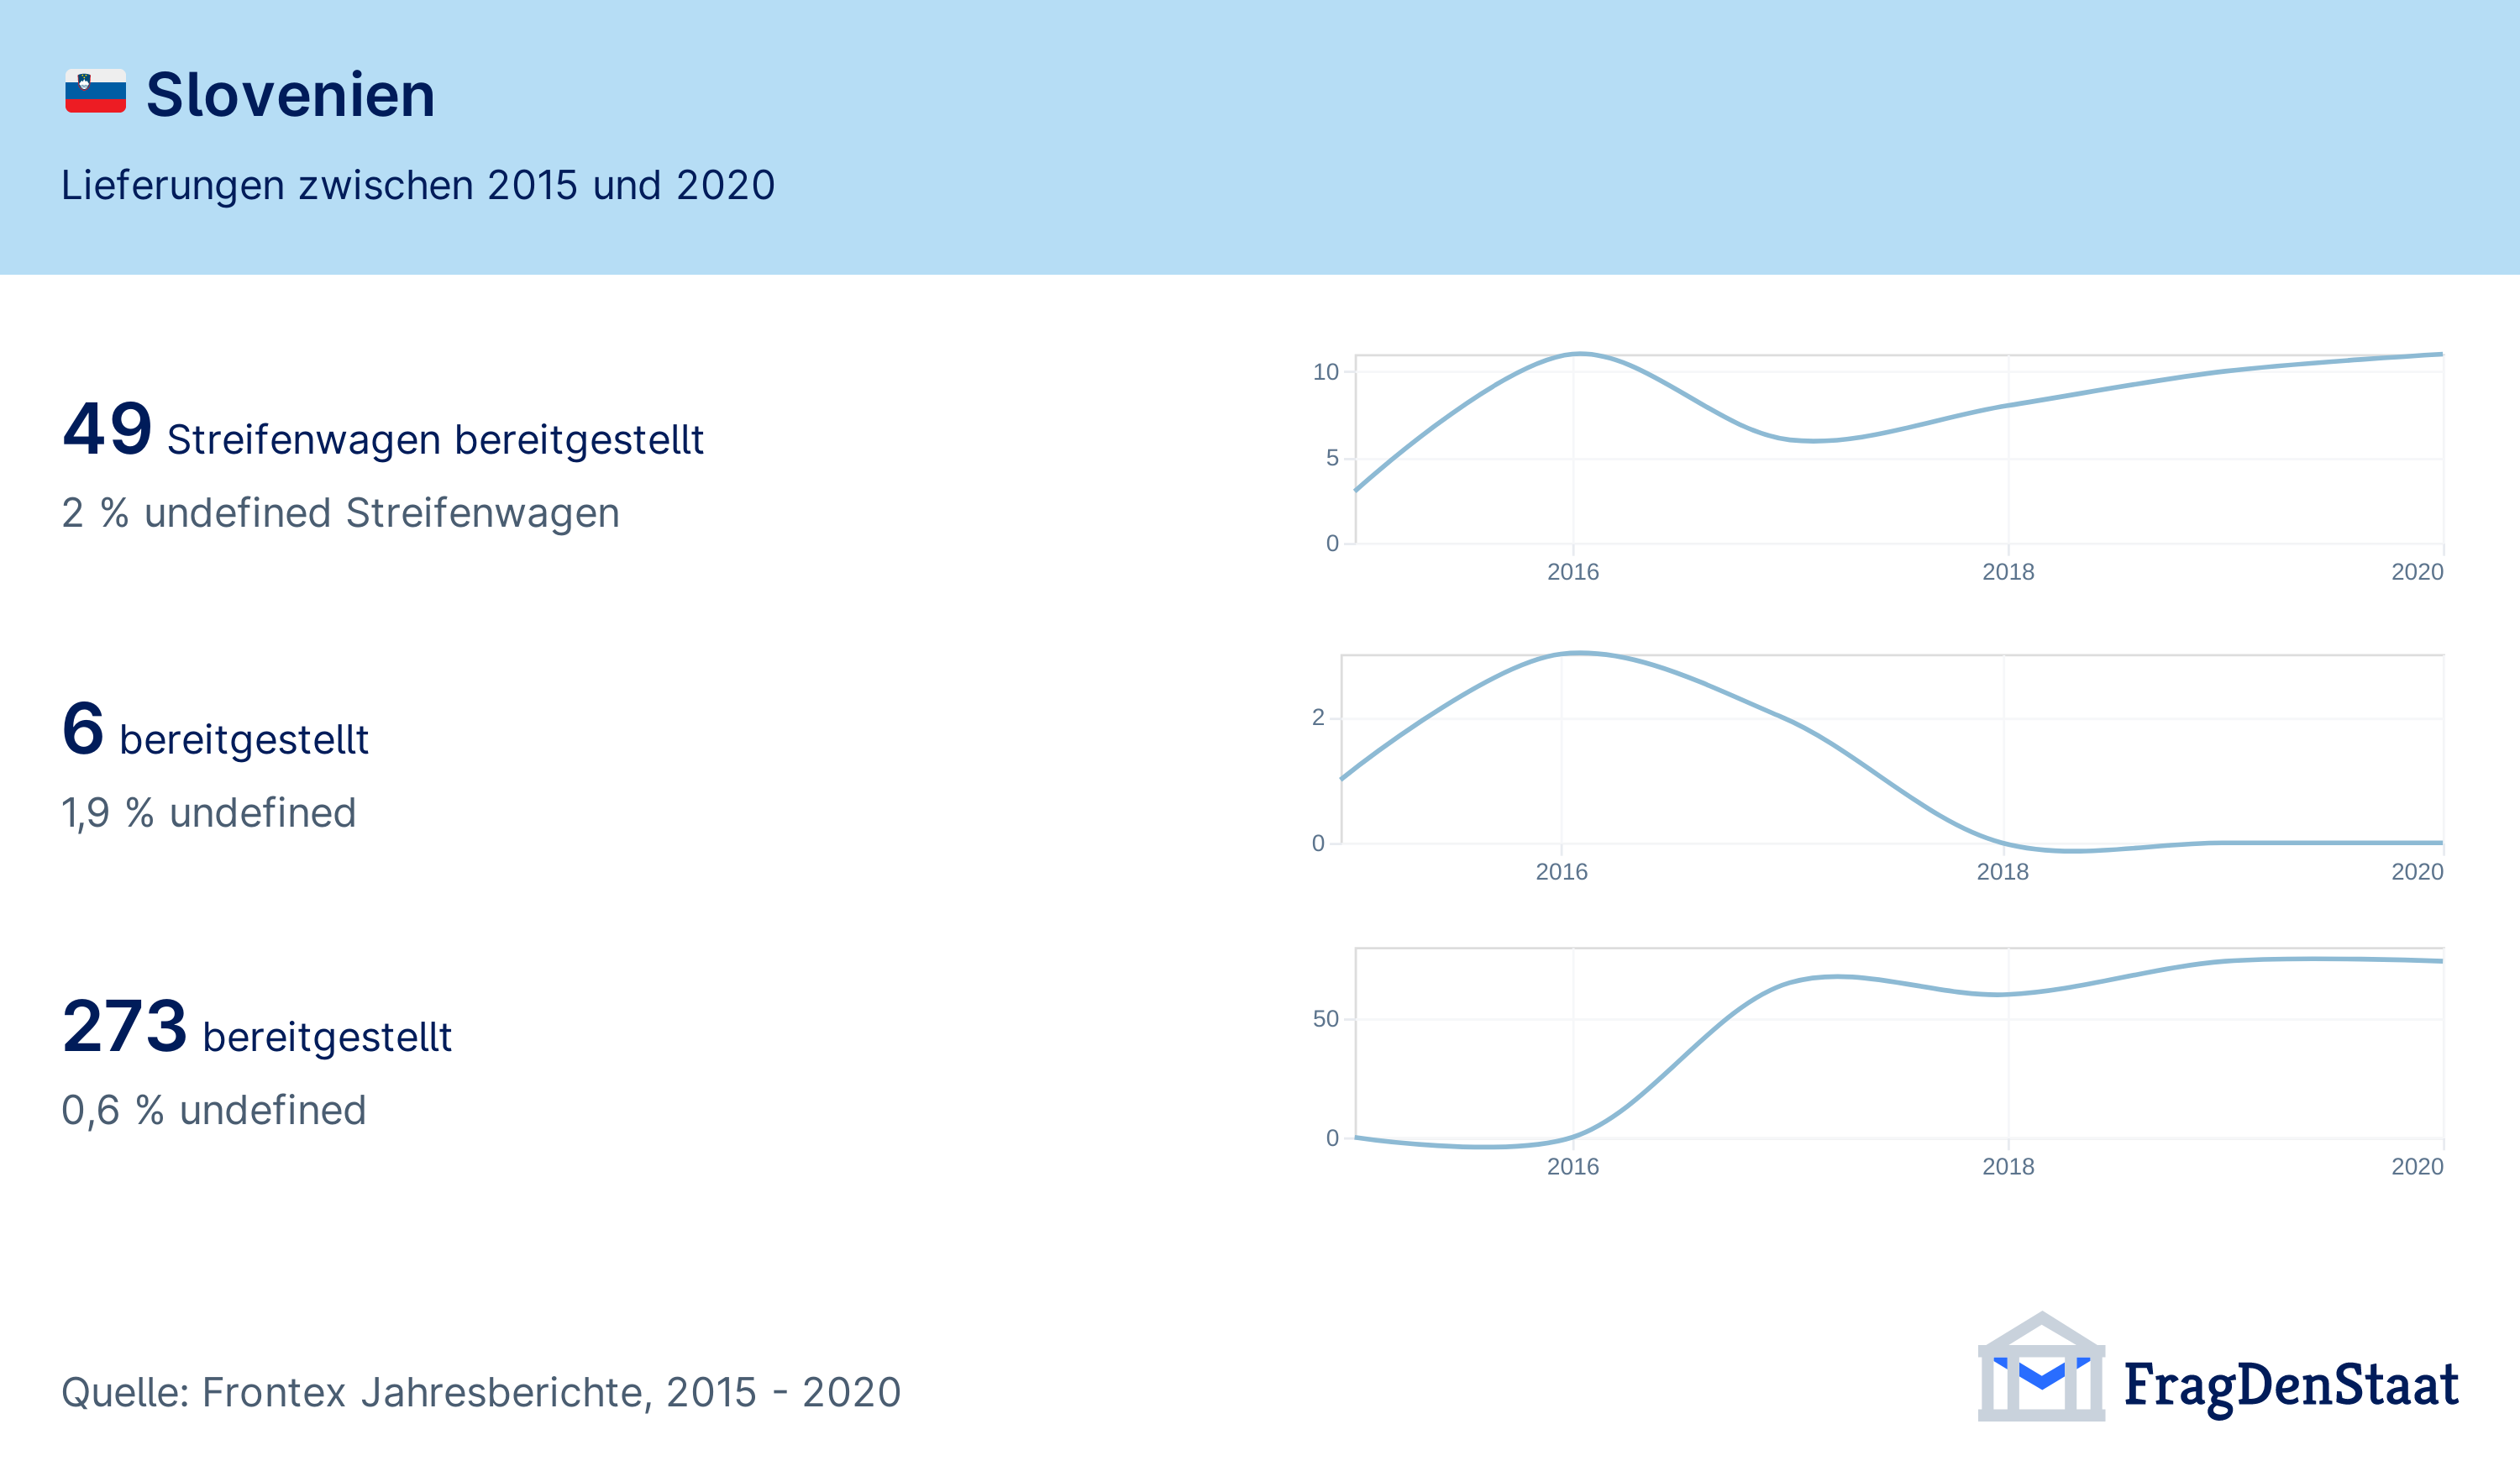 Slovenien
Lieferungen zwischen 2015 und 2020
49 Streifenwagen bereitgestellt
2 % undefined Streifenwagen
10
5
0
2016 2018 2020
6 bereitgestellt
1,9 % undefined
2
0
2016 2018 2020
273 bereitgestellt
0,6 % undefined
50
0
2016 2018 2020
Quelle: Frontex Jahresberichte, 2015 - 2020
FragDenStaat